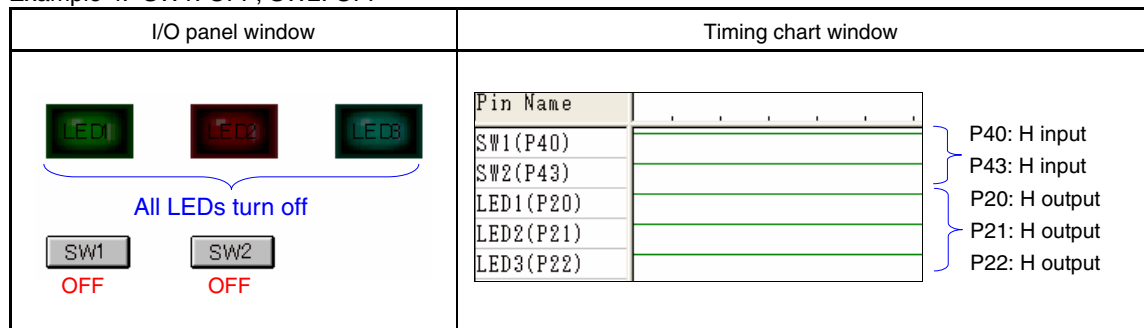 I/O panel window
Timing chart window
LED1
LED2
LED3
All LEDs turn off
SW1
SW2
OFF
OFF
Pin Name
SW1(P40)
SW2(P43)
LED1(P20)
LED2(P21)
LED3(P22)
P40: H input
P43: H input
P20: H output
P21: H output
P22: H output